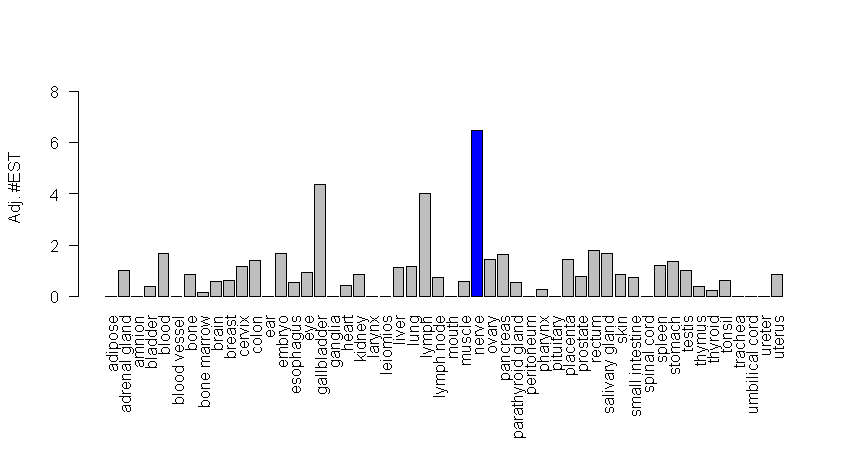 8
6
4
2
0
Adj. #EST
adipose
adrenal gland
amnion
bladder
blood
blood vessel
bone
bone marrow
brain
breast
cervix
colon
ear
embryo
esophagus
eye
gallbladder
ganglia
heart
kidney
larynx
leiomios
liver
lung
lymph
lymph node
mouth
muscle
nerve
ovary
pancreas
parathyroid gland
peritoneum
pharynx
pituitary
placenta
prostate
rectum
salivary gland
skin
small intestine
spinal cord
spleen
stomach
testis
thymus
thyroid
tonsil
trachea
umbilical cord
ureter
uterus